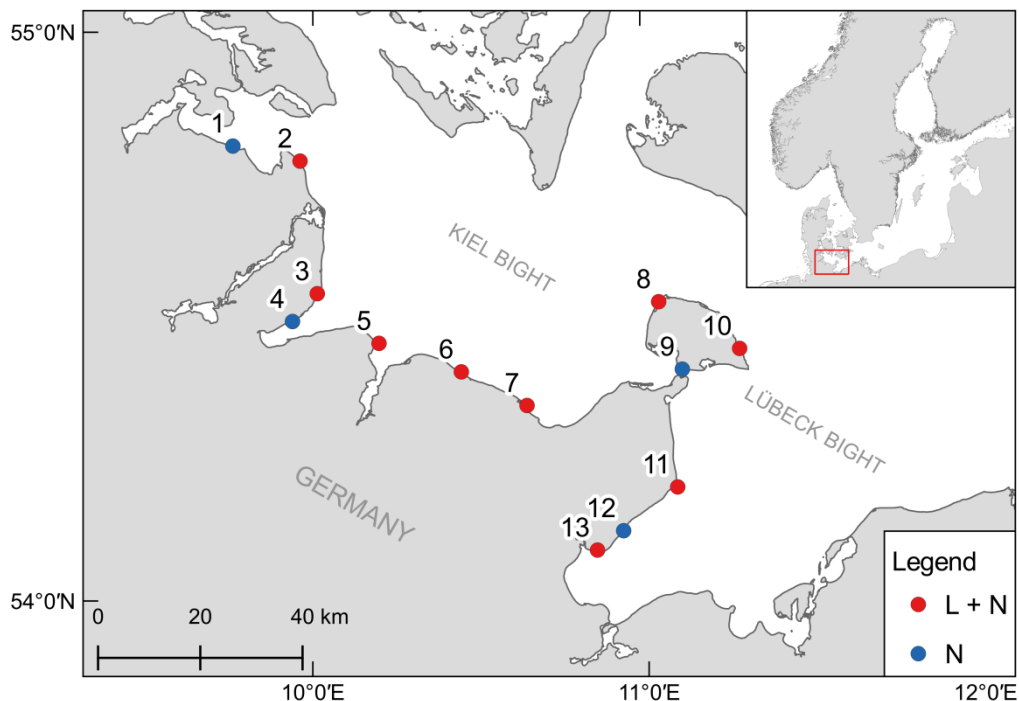 55°0′N
1
2
KIEL BIGHT
3
8
4
10
5
9
6
7
LÜBECK BIGHT
11
GERMANY
12
13
Legend
L + N
N
54°0′N
0 20 40 km
10°0′E 11°0′E 12°0′E